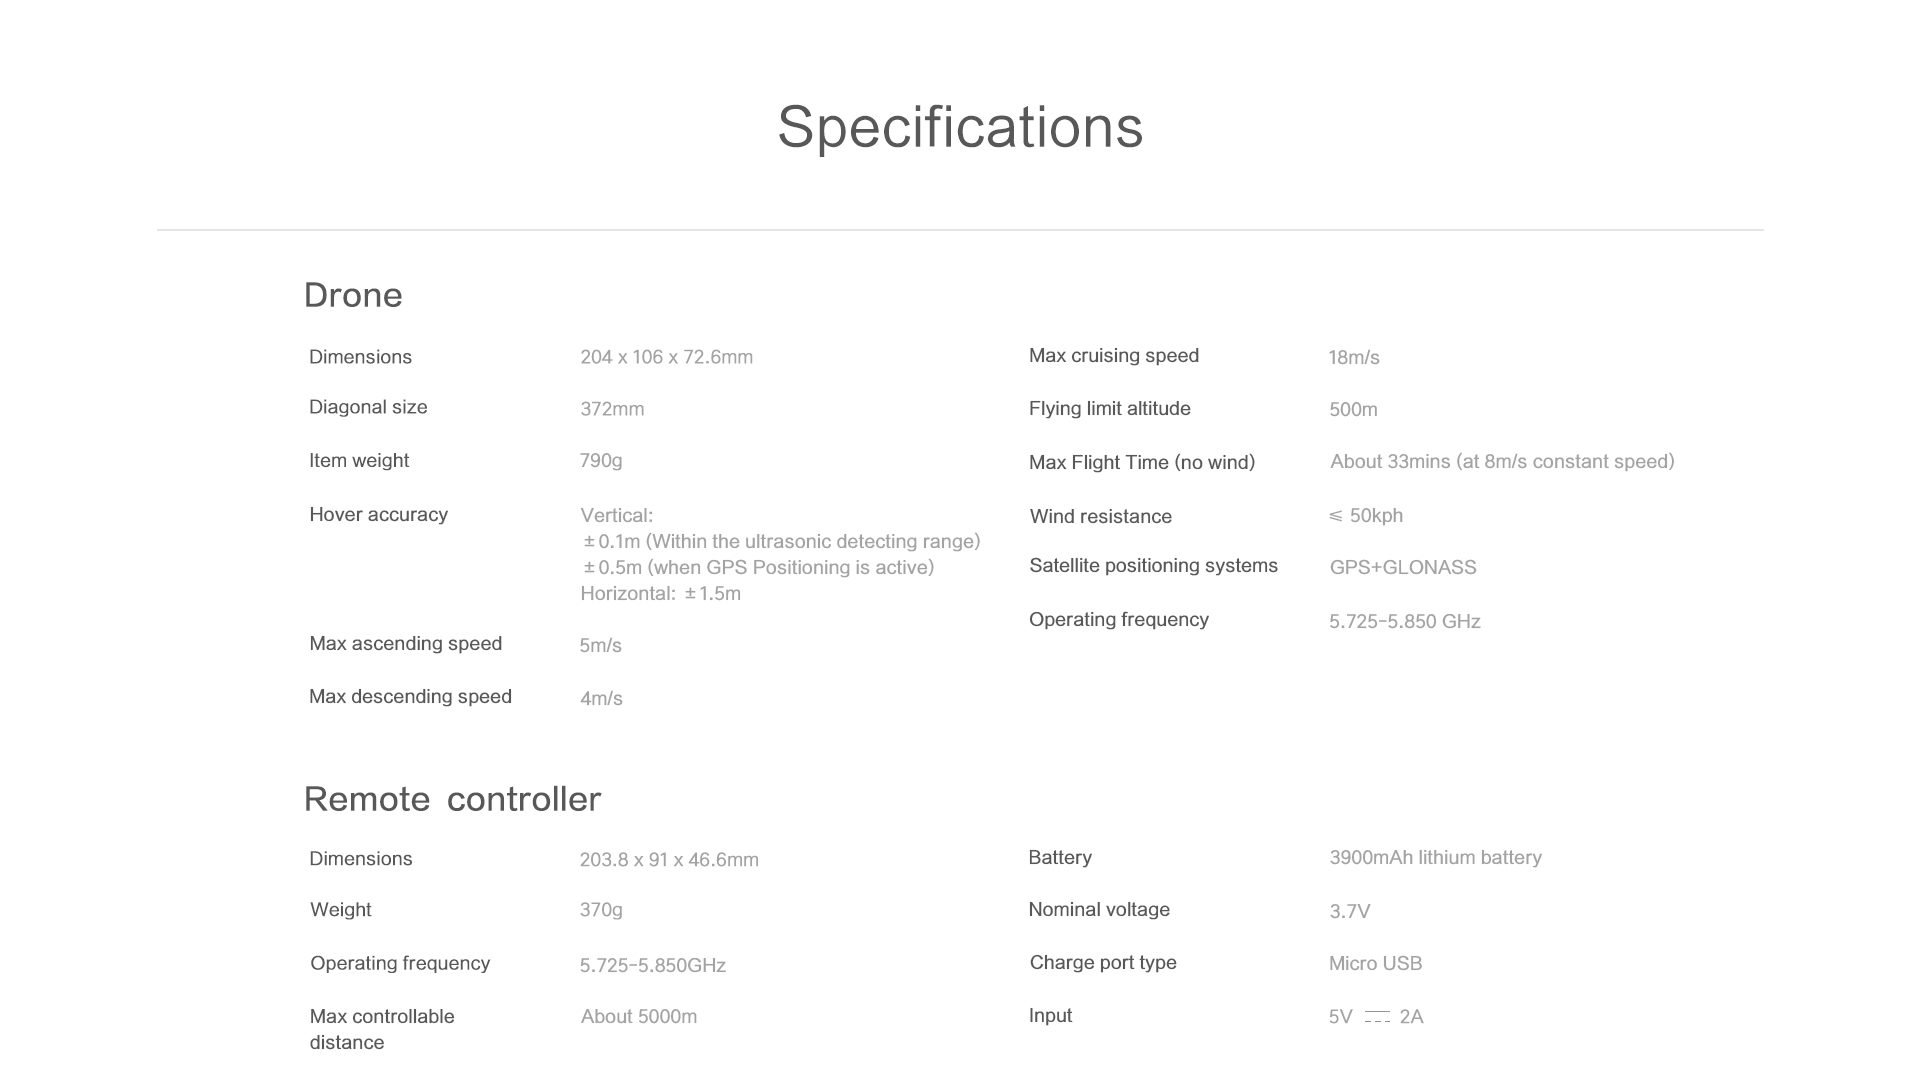 Specifications
Drone
Dimensions 204 x 106 x 72.6mm
Diagonal size 372mm
Item weight 790g
Hover accuracy Vertical:
±0.1m (Within the ultrasonic detecting range)
±0.5m (when GPS Positioning is active)
Horizontal: ±1.5m
Max ascending speed 5m/s
Max descending speed 4m/s
Max cruising speed 18m/s
Flying limit altitude 500m
Max Flight Time (no wind) About 33mins (at 8m/s constant speed)
Wind resistance ⩽ 50kph
Satellite positioning systems GPS+GLONASS
Operating frequency 5.725-5.850 GHz
Remote controller
Dimensions 203.8 x 91 x 46.6mm
Weight 370g
Operating frequency 5.725-5.850GHz
Max controllable About 5000m
distance
Battery 3900mAh lithium battery
Nominal voltage 3.7V
Charge port type Micro USB
Input 5V ⎓ 2A